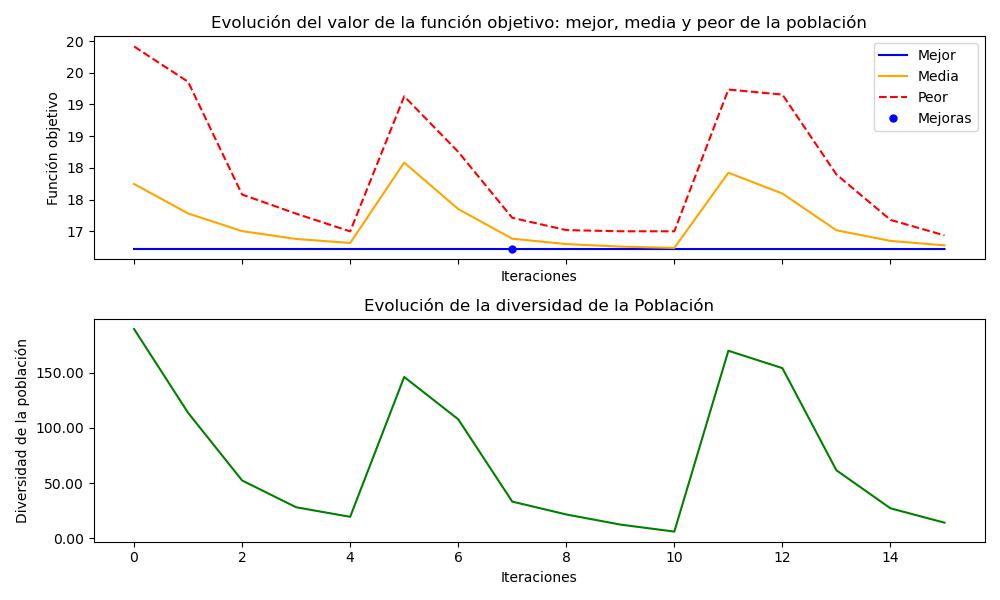 Evolución del valor de la función objetivo: mejor, media y peor de la población
Función objetivo
20
20
19
19
18
18
17
Mejor
Media
Peor
Mejoras
Iteraciones
Evolución de la diversidad de la Población
Diversidad de la población
150.00
100.00
50.00
0.00
0 2 4 6 8 10 12 14
Iteraciones